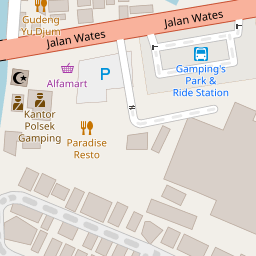 Gudeng
Yu Djum
Jalan Wates
Jalan Wates
P
Gamping's
Park &
Ride Station
Alfamart
Kantor
Polsek
Gamping
Paradise
Resto